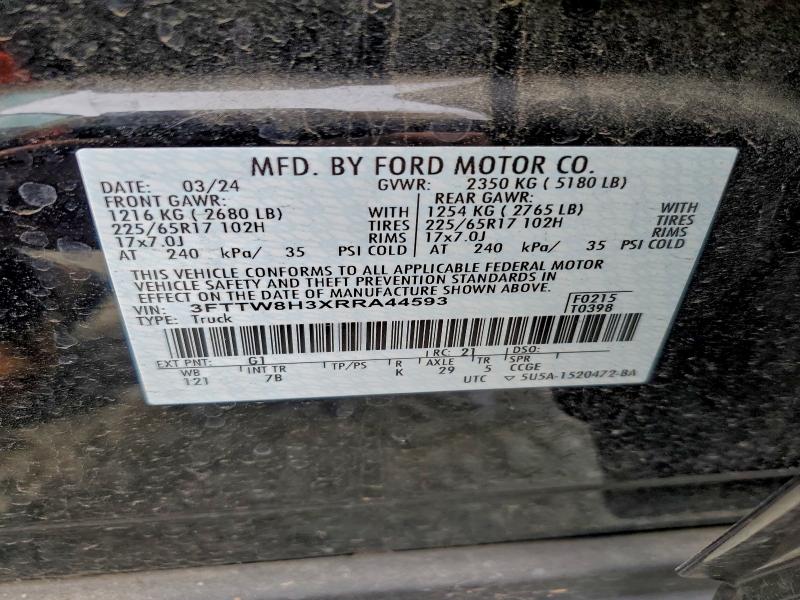 MFD. BY FORD MOTOR CO.
DATE: 03/24 GVWR: 2350 KG ( 5180 LB)
FRONT GAWR: REAR GAWR:
1216 KG ( 2680 LB) WITH 1254 KG ( 2765 LB) WITH
225/65R17 102H TIRES 225/65R17 102H TIRES
17x7.0J RIMS 17x7.0J RIMS
AT 240 kPa/ 35 PSI COLD AT 240 kPa/ 35 PSI COLD
THIS VEHICLE CONFORMS TO ALL APPLICABLE FEDERAL MOTOR
VEHICLE SAFETY AND THEFT PREVENTION STANDARDS IN
EFFECT ON THE DATE OF MANUFACTURE SHOWN ABOVE.
VIN: 3FTTW8H3XRRA44593 F0215
TYPE: Truck T0398
EXT PNT: G1 RC: 21 DSO:
WB INT TR TP/PS R AXLE TR SPR
121 7B K 29 5 CCGE
UTC ▽ 5U5A-1520472-BA